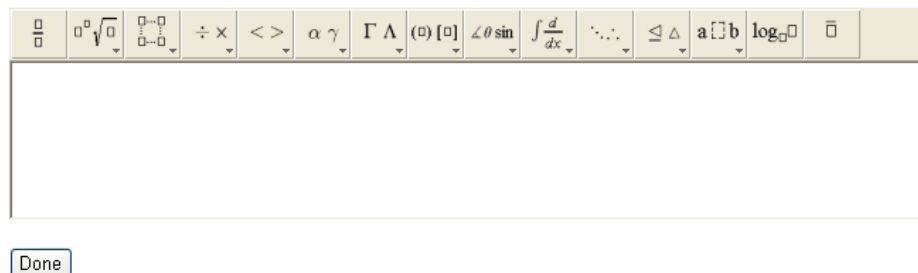 □/□ □°√□ □···□ ÷ × < > α γ Γ Λ (□) [□] ∠θ sin ∫ d/dx ⋱⋰ ⊴ △ a⬚b log□□ □̅
Done